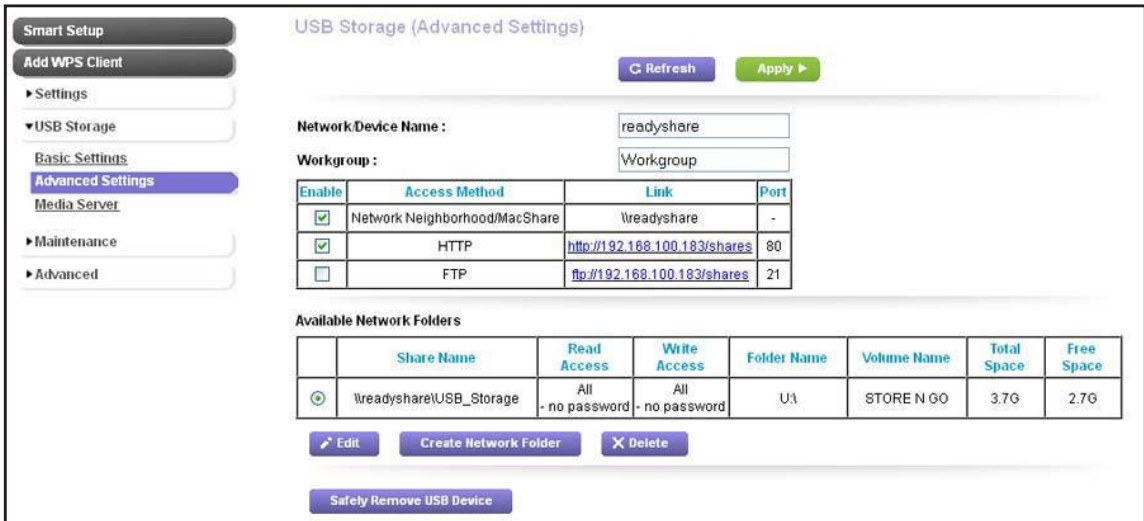 Smart Setup
Add WPS Client
Settings
USB Storage
Basic Settings
Advanced Settings
Media Server
Maintenance
Advanced
USB Storage (Advanced Settings)
Refresh Apply
Network/Device Name : readyshare
Workgroup : Workgroup
Enable Access Method Link Port
Network Neighborhood/MacShare \\readyshare -
HTTP http://192.168.100.183/shares 80
FTP ftp://192.168.100.183/shares 21
Available Network Folders
Share Name Read Access Write Access Folder Name Volume Name Total Space Free Space
\\readyshare\USB_Storage All - no password All - no password U:\ STORE N GO 3.7G 2.7G
Edit Create Network Folder X Delete
Safely Remove USB Device